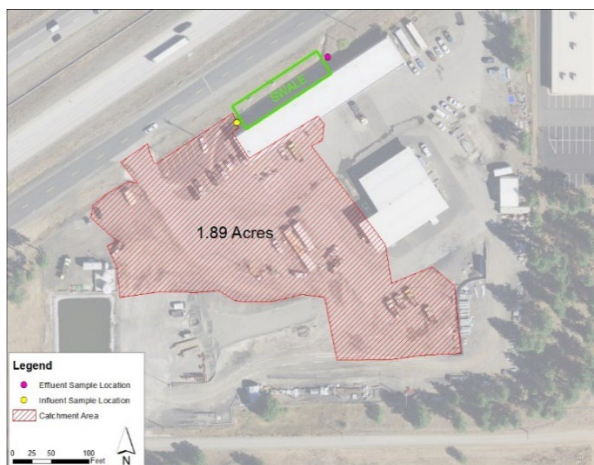 SWALE
1.89 Acres
Legend
Effluent Sample Location
Influent Sample Location
Catchment Area
0 25 50 100
Feet
N